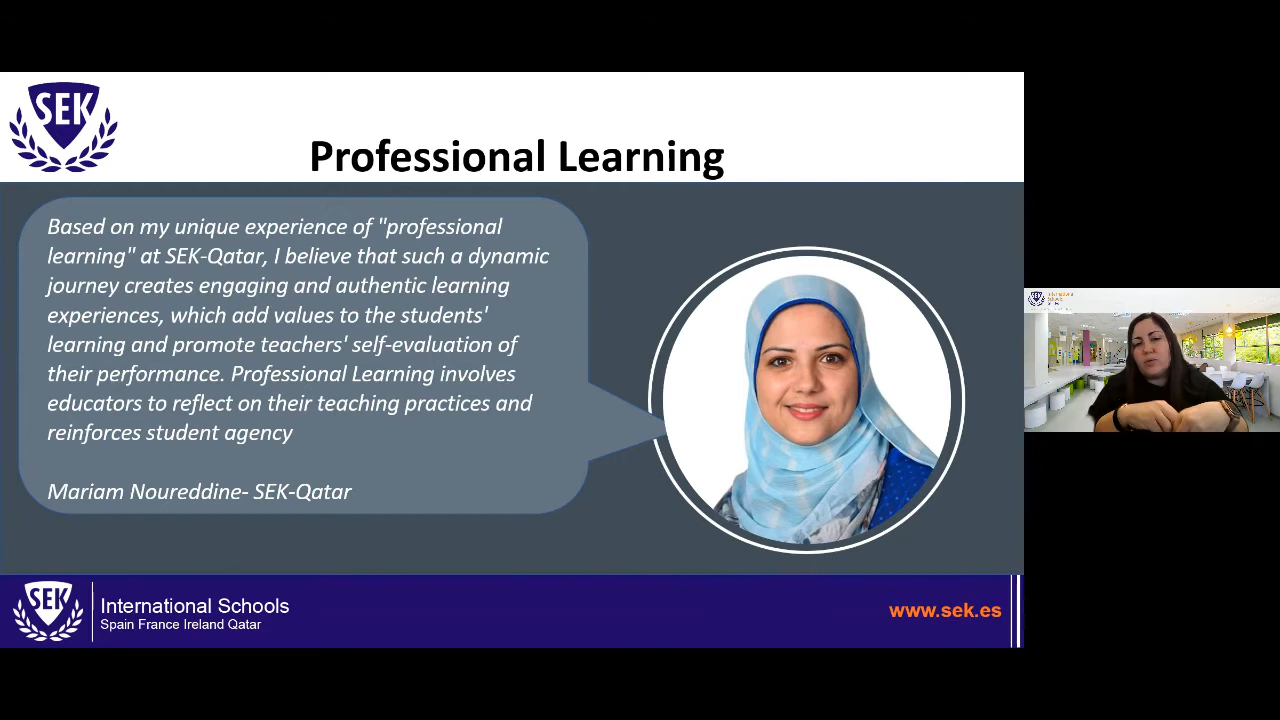 SEK
Professional Learning
Based on my unique experience of "professional
learning" at SEK-Qatar, I believe that such a dynamic
journey creates engaging and authentic learning
experiences, which add values to the students'
learning and promote teachers' self-evaluation of
their performance. Professional Learning involves
educators to reflect on their teaching practices and
reinforces student agency
Mariam Noureddine- SEK-Qatar
SEK
International Schools
Spain France Ireland Qatar
www.sek.es